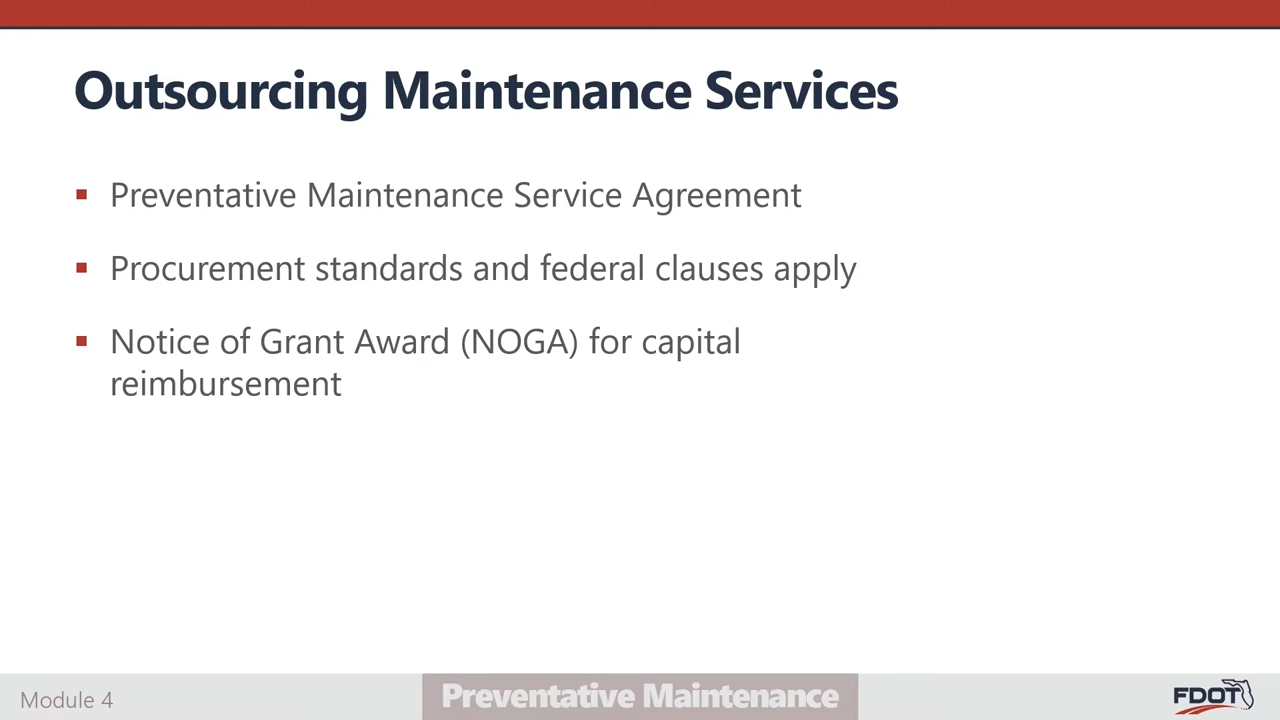 Outsourcing Maintenance Services
▪ Preventative Maintenance Service Agreement
▪ Procurement standards and federal clauses apply
▪ Notice of Grant Award (NOGA) for capital
reimbursement
Module 4
Preventative Maintenance
FDOT